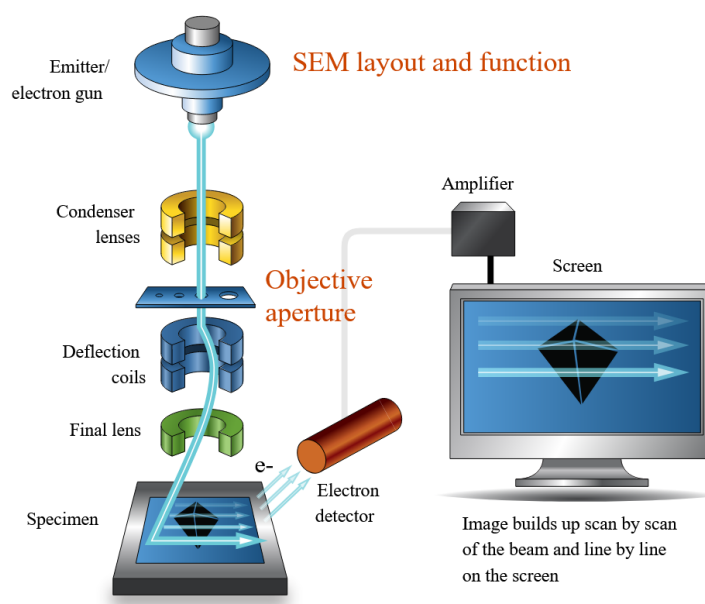 SEM layout and function
Emitter/
electron gun
Condenser
lenses
Objective
aperture
Deflection
coils
Final lens
e-
Specimen
Electron
detector
Amplifier
Screen
Image builds up scan by scan
of the beam and line by line
on the screen